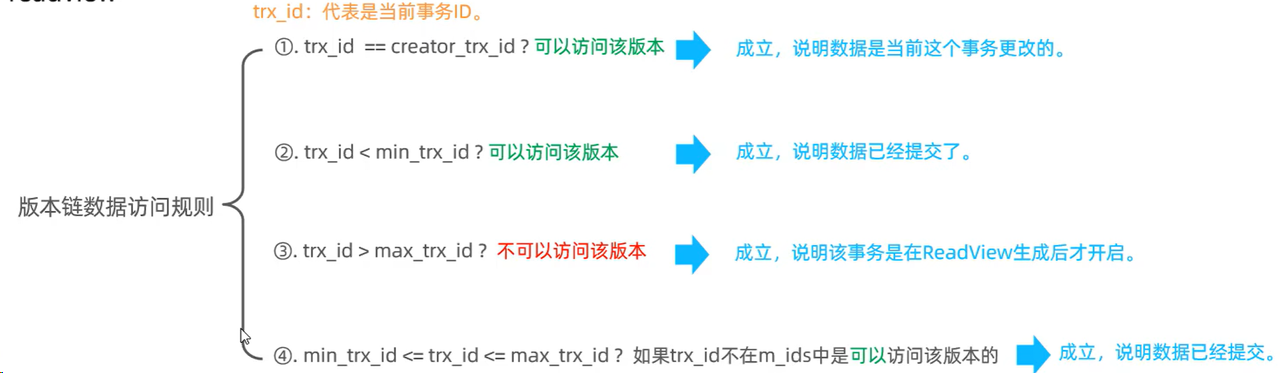 readview
trx_id：代表是当前事务ID。
①. trx_id == creator_trx_id ? 可以访问该版本 成立，说明数据是当前这个事务更改的。
②. trx_id < min_trx_id ? 可以访问该版本 成立，说明数据已经提交了。
版本链数据访问规则
③. trx_id > max_trx_id ? 不可以访问该版本 成立，说明该事务是在ReadView生成后才开启。
④. min_trx_id <= trx_id <= max_trx_id ? 如果trx_id不在m_ids中是可以访问该版本的 成立，说明数据已经提交。